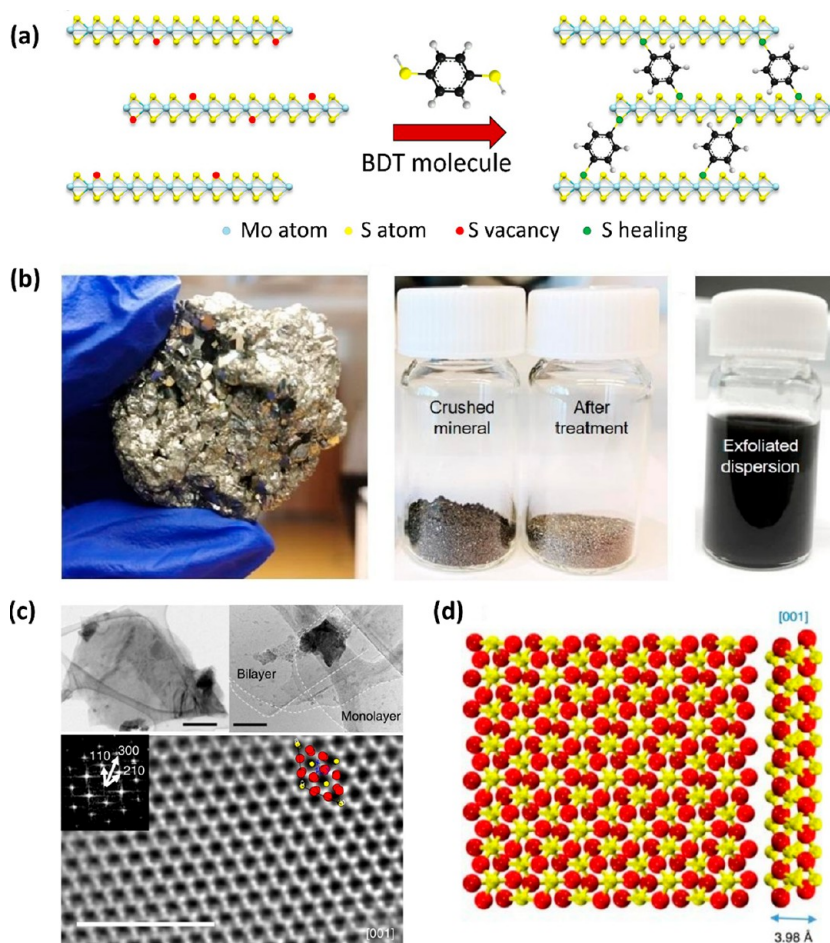 (a)
BDT molecule
Mo atom S atom S vacancy S healing
(b)
Crushed
mineral
After
treatment
Exfoliated
dispersion
(c)
Bilayer
Monolayer
300
110
210
[001]
(d)
[001]
3.98 Å